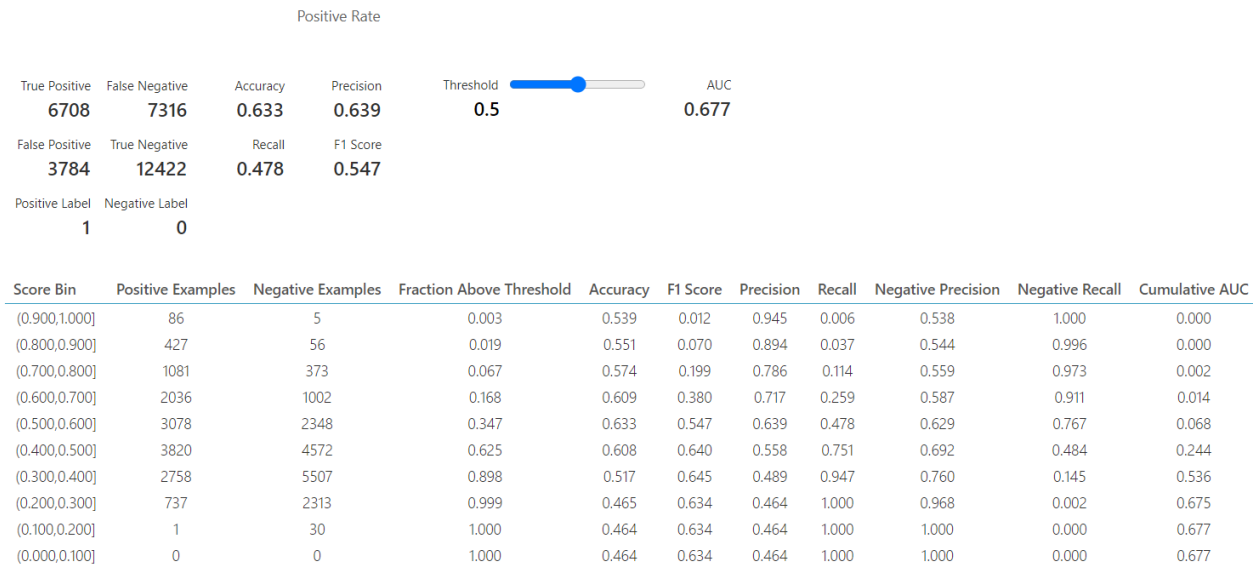 Positive Rate
True Positive False Negative Accuracy Precision Threshold AUC
6708 7316 0.633 0.639 0.5 0.677
False Positive True Negative Recall F1 Score
3784 12422 0.478 0.547
Positive Label Negative Label
1 0
Score Bin Positive Examples Negative Examples Fraction Above Threshold Accuracy F1 Score Precision Recall Negative Precision Negative Recall Cumulative AUC
(0.900,1.000] 86 5 0.003 0.539 0.012 0.945 0.006 0.538 1.000 0.000
(0.800,0.900] 427 56 0.019 0.551 0.070 0.894 0.037 0.544 0.996 0.000
(0.700,0.800] 1081 373 0.067 0.574 0.199 0.786 0.114 0.559 0.973 0.002
(0.600,0.700] 2036 1002 0.168 0.609 0.380 0.717 0.259 0.587 0.911 0.014
(0.500,0.600] 3078 2348 0.347 0.633 0.547 0.639 0.478 0.629 0.767 0.068
(0.400,0.500] 3820 4572 0.625 0.608 0.640 0.558 0.751 0.692 0.484 0.244
(0.300,0.400] 2758 5507 0.898 0.517 0.645 0.489 0.947 0.760 0.145 0.536
(0.200,0.300] 737 2313 0.999 0.465 0.634 0.464 1.000 0.968 0.002 0.675
(0.100,0.200] 1 30 1.000 0.464 0.634 0.464 1.000 1.000 0.000 0.677
(0.000,0.100] 0 0 1.000 0.464 0.634 0.464 1.000 1.000 0.000 0.677